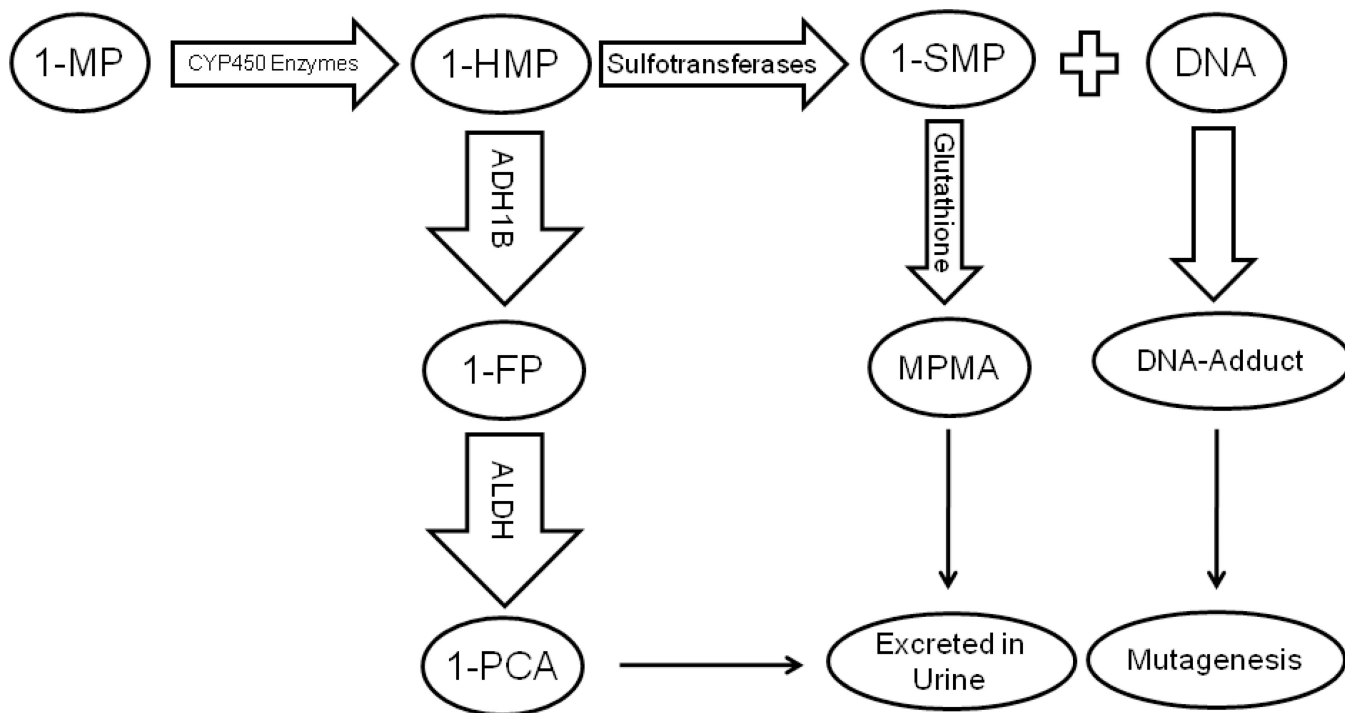 1-MP
CYP450 Enzymes
1-HMP
Sulfotransferases
1-SMP
DNA
ADH1B
Glutathione
1-FP
MPMA
DNA-Adduct
ALDH
1-PCA
Excreted in
Urine
Mutagenesis